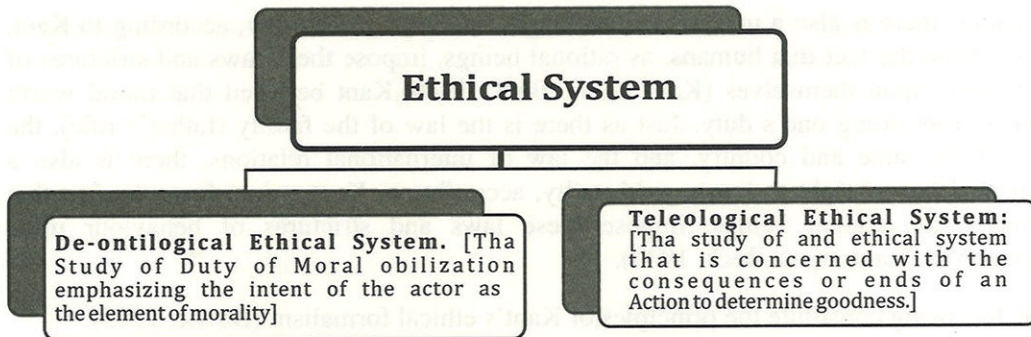 Ethical System
De-ontilogical Ethical System. [Tha
Study of Duty of Moral obilization
emphasizing the intent of the actor as
the element of morality]
Teleological Ethical System:
[Tha study of and ethical system
that is concerned with the
consequences or ends of an
Action to determine goodness.]